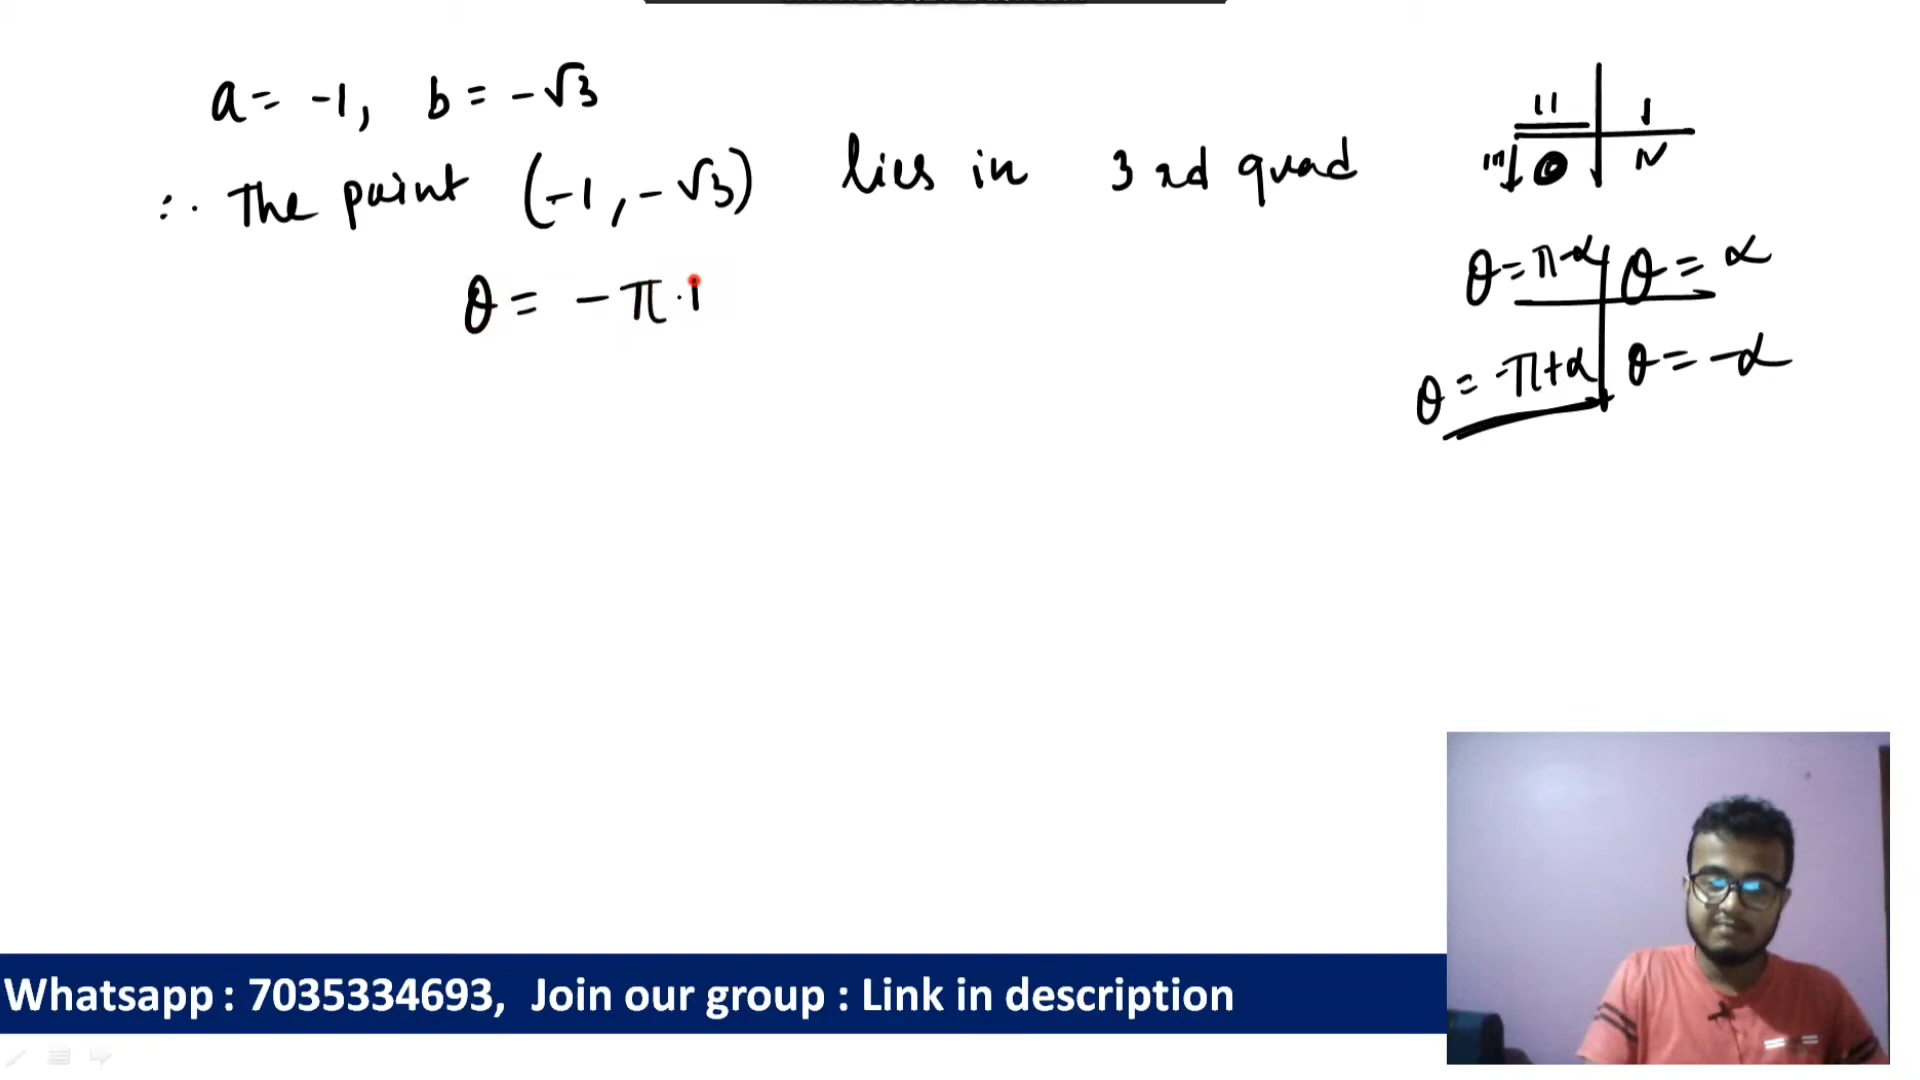 a = -1, b = -√3
∴ The point (-1, -√3) lies in 3rd quad
θ = -π
II I
III IV
θ = π-α θ = α
θ = -π+α θ = -α
Whatsapp : 7035334693, Join our group : Link in description